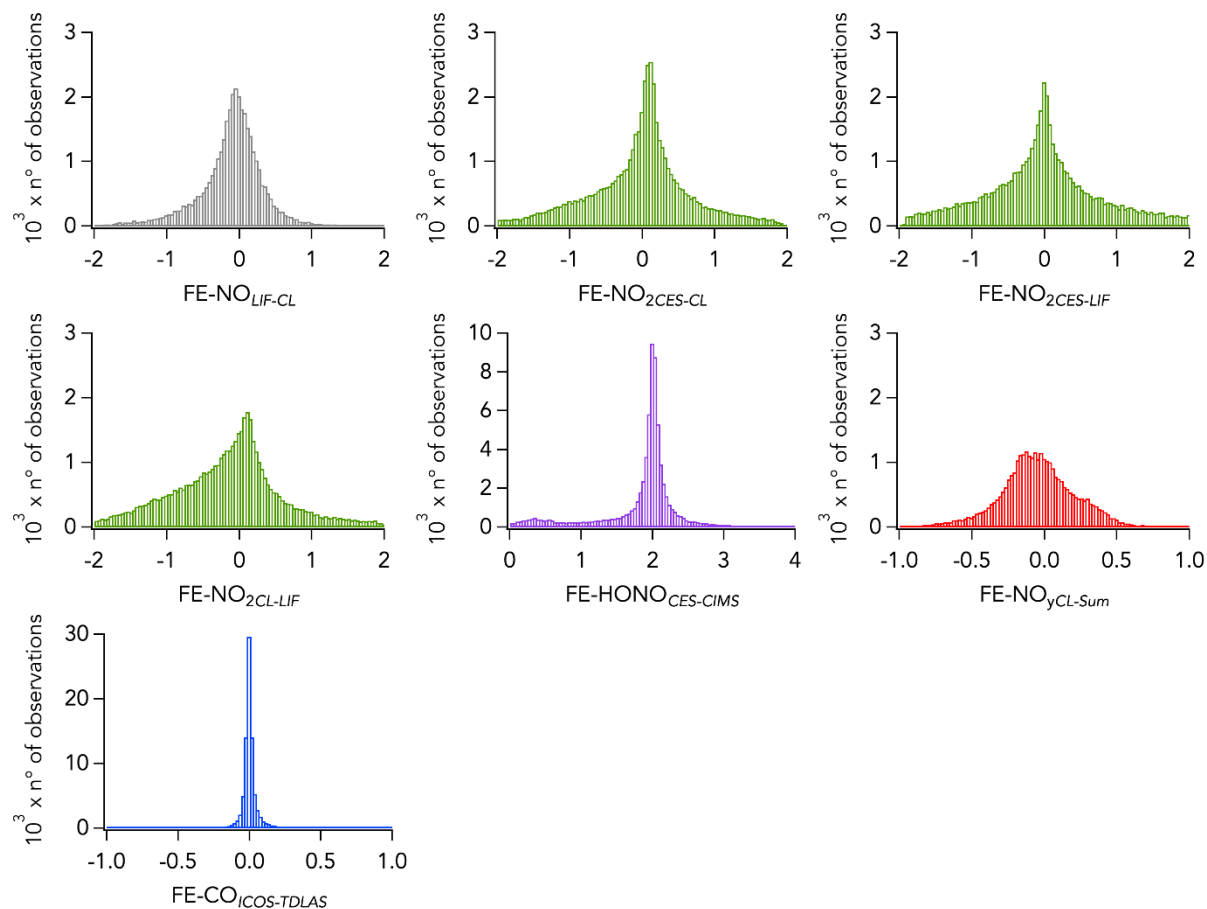 10³ x n° of observations
3
2
1
0
-2 -1 0 1 2
FE-NO_LIF-CL
10³ x n° of observations
3
2
1
0
-2 -1 0 1 2
FE-NO_2CES-CL
10³ x n° of observations
3
2
1
0
-2 -1 0 1 2
FE-NO_2CES-LIF
10³ x n° of observations
3
2
1
0
-2 -1 0 1 2
FE-NO_2CL-LIF
10³ x n° of observations
10
8
6
4
2
0
0 1 2 3 4
FE-HONO_CES-CIMS
10³ x n° of observations
3
2
1
0
-1.0 -0.5 0.0 0.5 1.0
FE-NO_yCL-Sum
10³ x n° of observations
30
20
10
0
-1.0 -0.5 0.0 0.5 1.0
FE-CO_ICOS-TDLAS